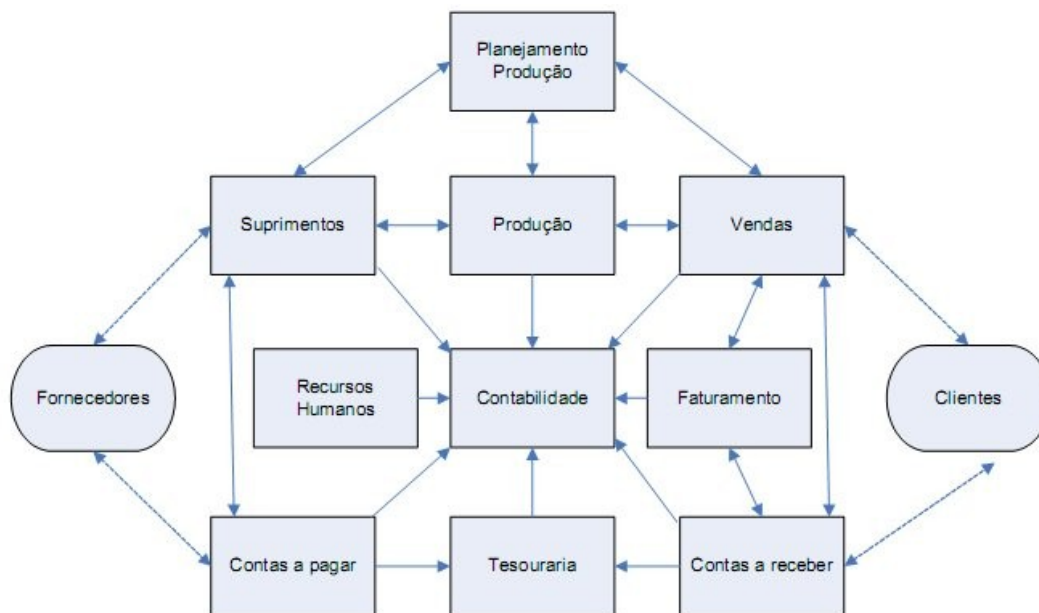 Planejamento
Produção
Suprimentos
Produção
Vendas
Fornecedores
Recursos
Humanos
Contabilidade
Faturamento
Clientes
Contas a pagar
Tesouraria
Contas a receber